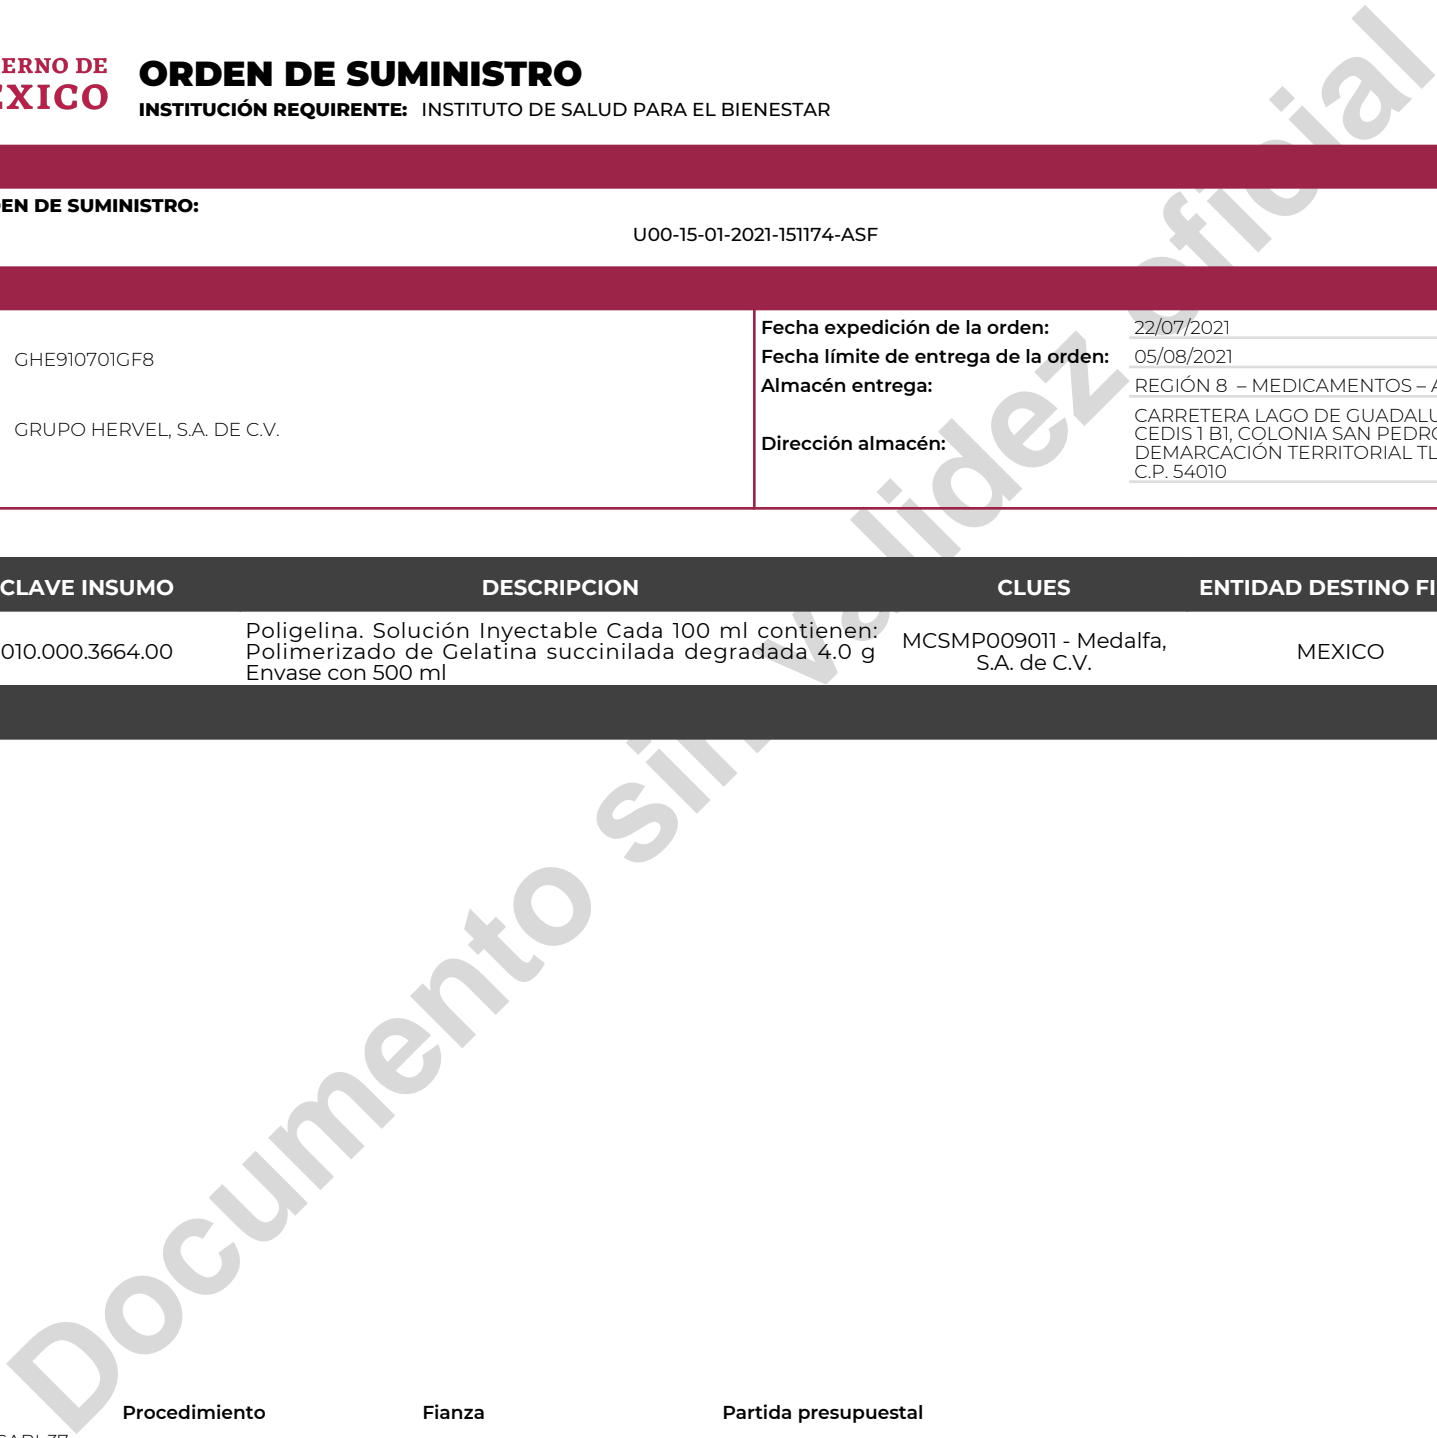 ERNO DE
EXICO
ORDEN DE SUMINISTRO
INSTITUCIÓN REQUIRENTE: INSTITUTO DE SALUD PARA EL BIENESTAR
EN DE SUMINISTRO:
U00-15-01-2021-151174-ASF
GHE910701GF8
GRUPO HERVEL, S.A. DE C.V.
Fecha expedición de la orden: 22/07/2021
Fecha límite de entrega de la orden: 05/08/2021
Almacén entrega: REGIÓN 8 – MEDICAMENTOS – A
Dirección almacén:
CARRETERA LAGO DE GUADALU
CEDIS 1 B1, COLONIA SAN PEDRO
DEMARCACIÓN TERRITORIAL TL
C.P. 54010
CLAVE INSUMO DESCRIPCION CLUES ENTIDAD DESTINO FI
010.000.3664.00
Poligelina. Solución Inyectable Cada 100 ml contienen:
Polimerizado de Gelatina succinilada degradada 4.0 g
Envase con 500 ml
MCSMP009011 - Medalfa,
S.A. de C.V.
MEXICO
Documento sin validez oficial
Procedimiento Fianza Partida presupuestal